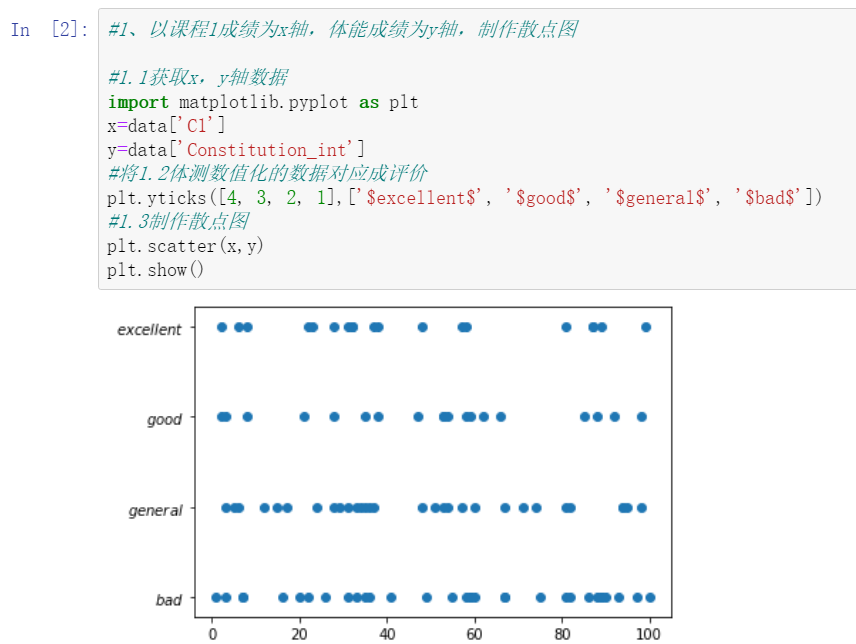 In [2]: #1、以课程1成绩为x轴，体能成绩为y轴，制作散点图
#1.1获取x，y轴数据
import matplotlib.pyplot as plt
x=data['C1']
y=data['Constitution_int']
#将1.2体测数值化的数据对应成评价
plt.yticks([4, 3, 2, 1],['$excellent$', '$good$', '$general$', '$bad$'])
#1.3制作散点图
plt.scatter(x,y)
plt.show()
excellent
good
general
bad
0 20 40 60 80 100